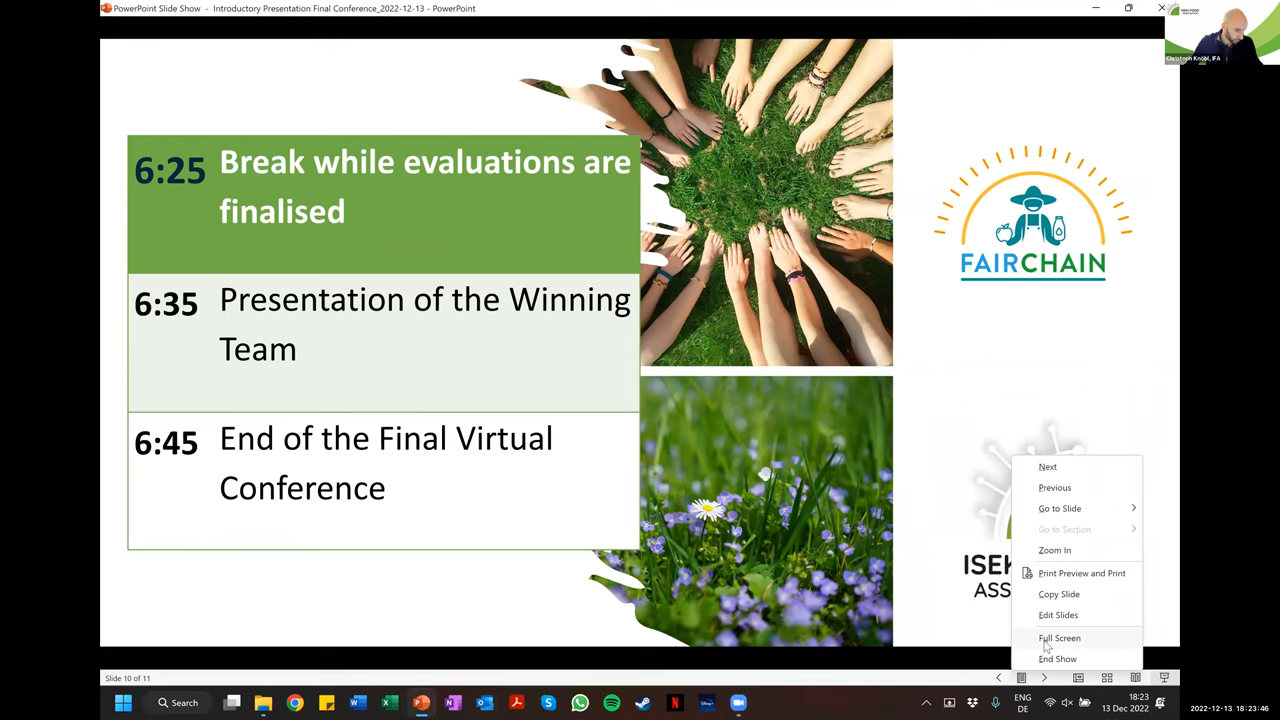 PowerPoint Slide Show - Introductory Presentation Final Conference_2022-12-13 - PowerPoint
Christoph Knöbl, IFA
6:25 Break while evaluations are
finalised
6:35 Presentation of the Winning
Team
6:45 End of the Final Virtual
Conference
FAIRCHAIN
ISEK
ASS
Next
Previous
Go to Slide
Go to Section
Zoom In
Print Preview and Print
Copy Slide
Edit Slides
Full Screen
End Show
Slide 10 of 11
Search
ENG
DE
18:23
13 Dec 2022
2022-12-13 18:23:46